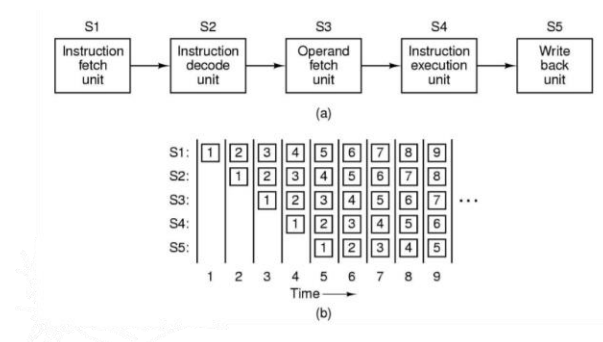 S1 S2 S3 S4 S5
Instruction fetch unit
Instruction decode unit
Operand fetch unit
Instruction execution unit
Write back unit
(a)
S1: 1 2 3 4 5 6 7 8 9
S2: 1 2 3 4 5 6 7 8
S3: 1 2 3 4 5 6 7 ...
S4: 1 2 3 4 5 6
S5: 1 2 3 4 5
1 2 3 4 5 6 7 8 9
Time
(b)